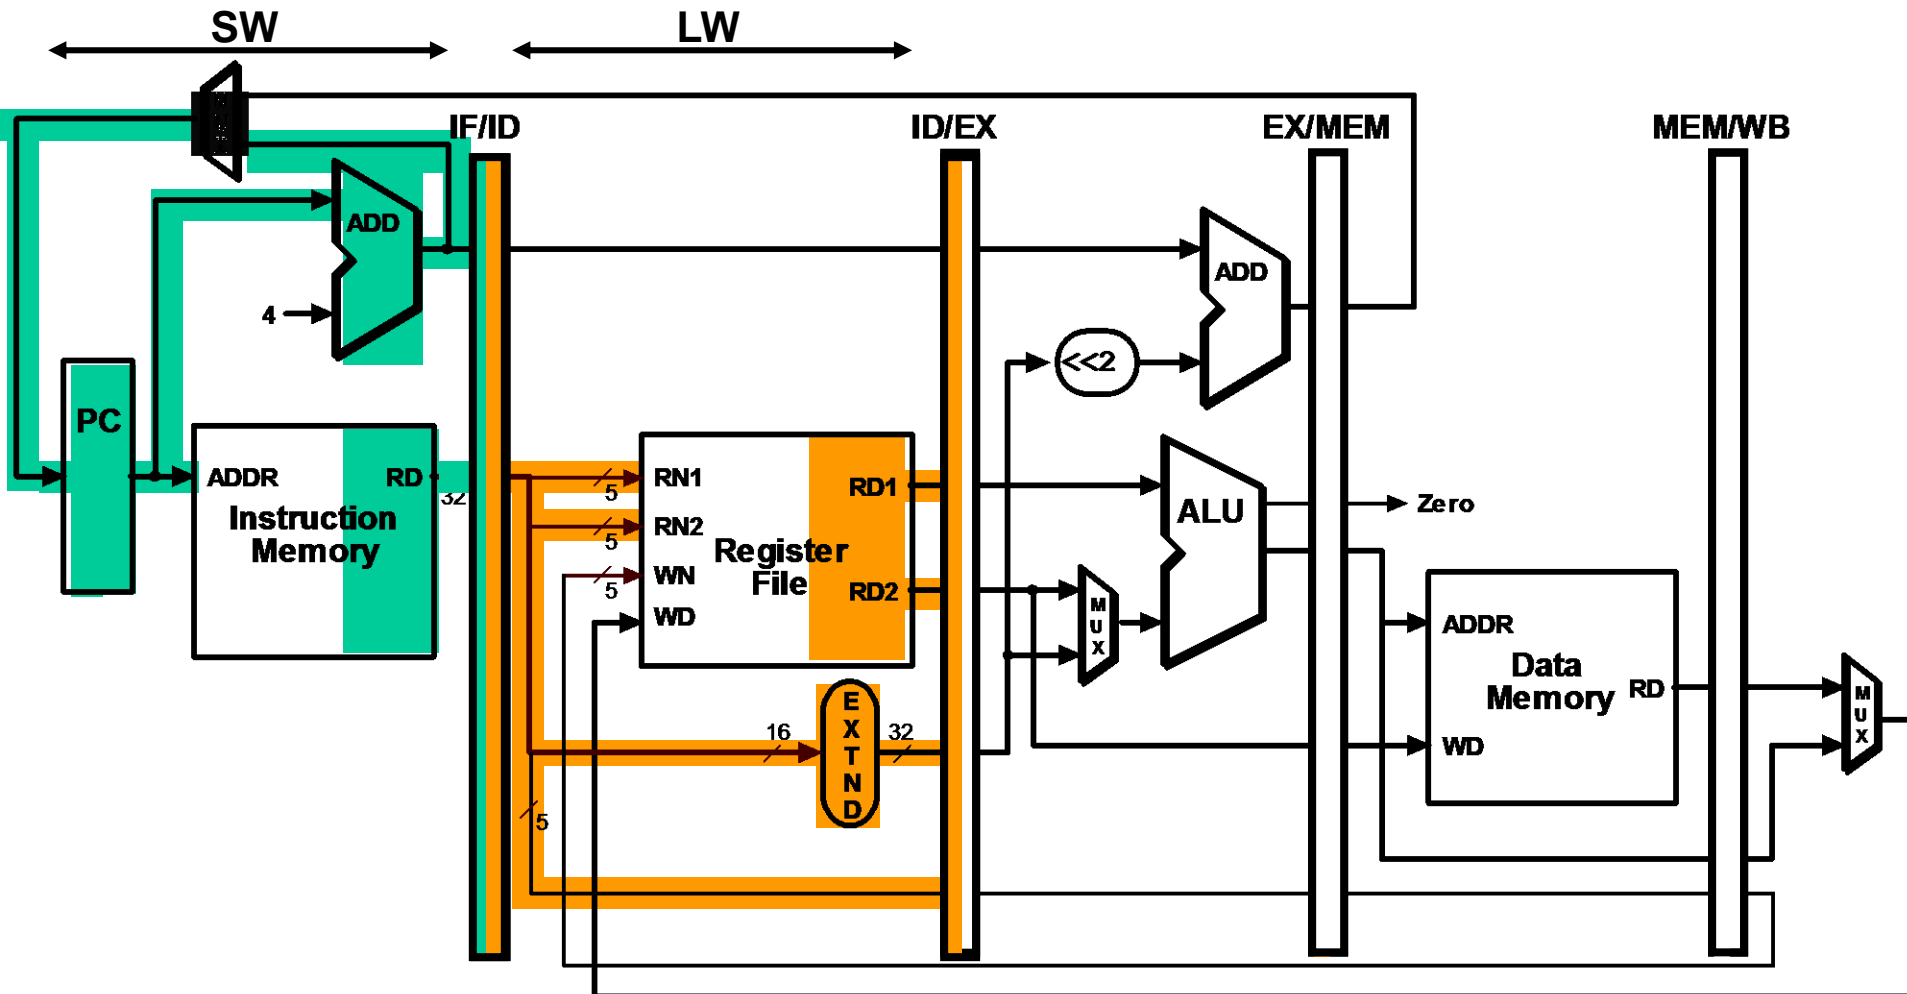 SW
LW
IF/ID
ID/EX
EX/MEM
MEM/WB
ADD
4
PC
ADDR
RD
32
Instruction
Memory
5
RN1
5
RN2
5
WN
WD
Register
File
RD1
RD2
16
E
X
T
N
D
32
5
<<2
ADD
M
U
X
ALU
Zero
ADDR
Data
Memory
RD
WD
M
U
X